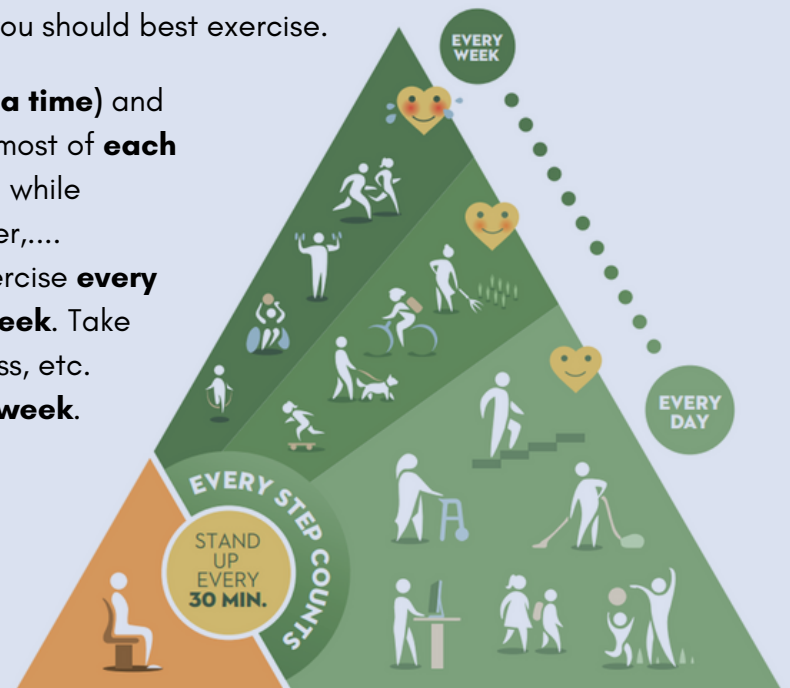 ou should best exercise.
a time) and
most of each
while
er,....
ercise every
eek. Take
ss, etc.
week.
EVERY
WEEK
EVERY
DAY
EVERY STEP COUNTS
STAND
UP
EVERY
30 MIN.